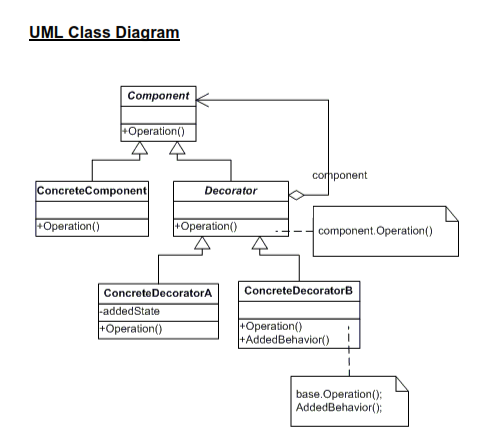 UML Class Diagram
Component
+Operation()
component
ConcreteComponent
+Operation()
Decorator
+Operation()
component.Operation()
ConcreteDecoratorA
-addedState
+Operation()
ConcreteDecoratorB
+Operation()
+AddedBehavior()
base.Operation();
AddedBehavior();